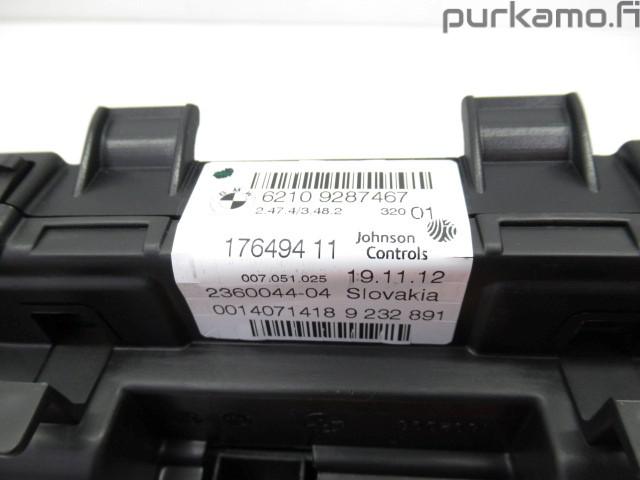 purkamo.fi
BMW
6210 9287467
2.47.4/3.48.2 320 01
176494 11 Johnson Controls
007.051.025 19.11.12
2360044-04 Slovakia
0014071418 9 232 891